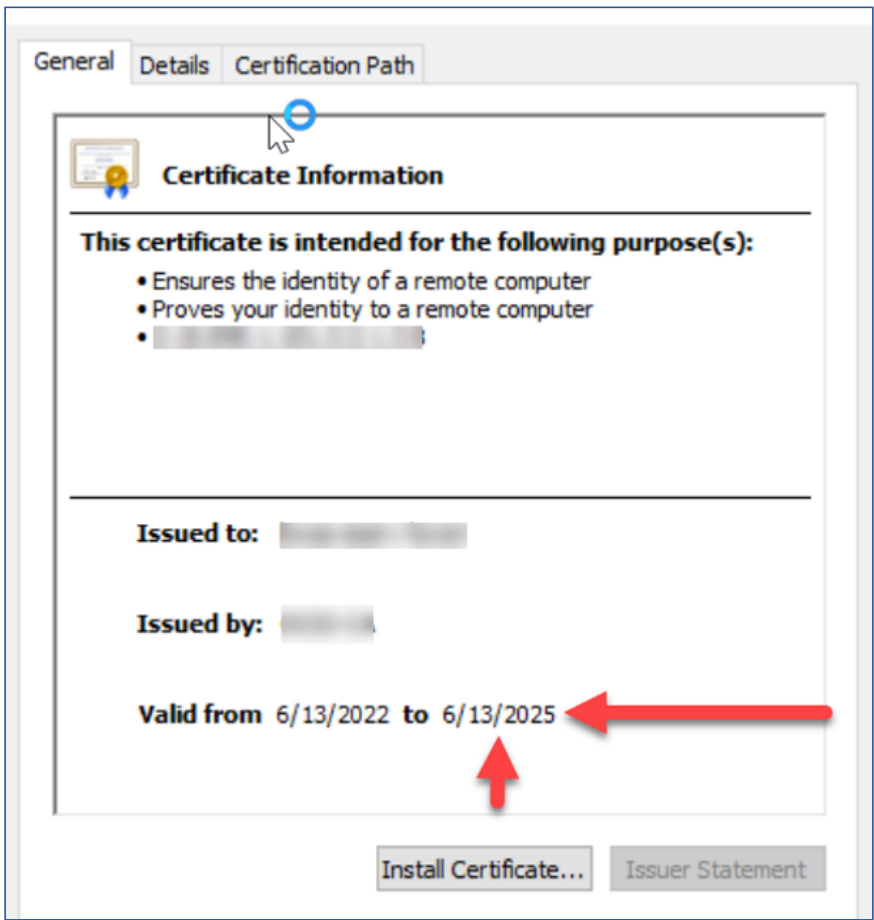 General Details Certification Path
Certificate Information
This certificate is intended for the following purpose(s):
• Ensures the identity of a remote computer
• Proves your identity to a remote computer
•
Issued to:
Issued by:
Valid from 6/13/2022 to 6/13/2025
Install Certificate... Issuer Statement